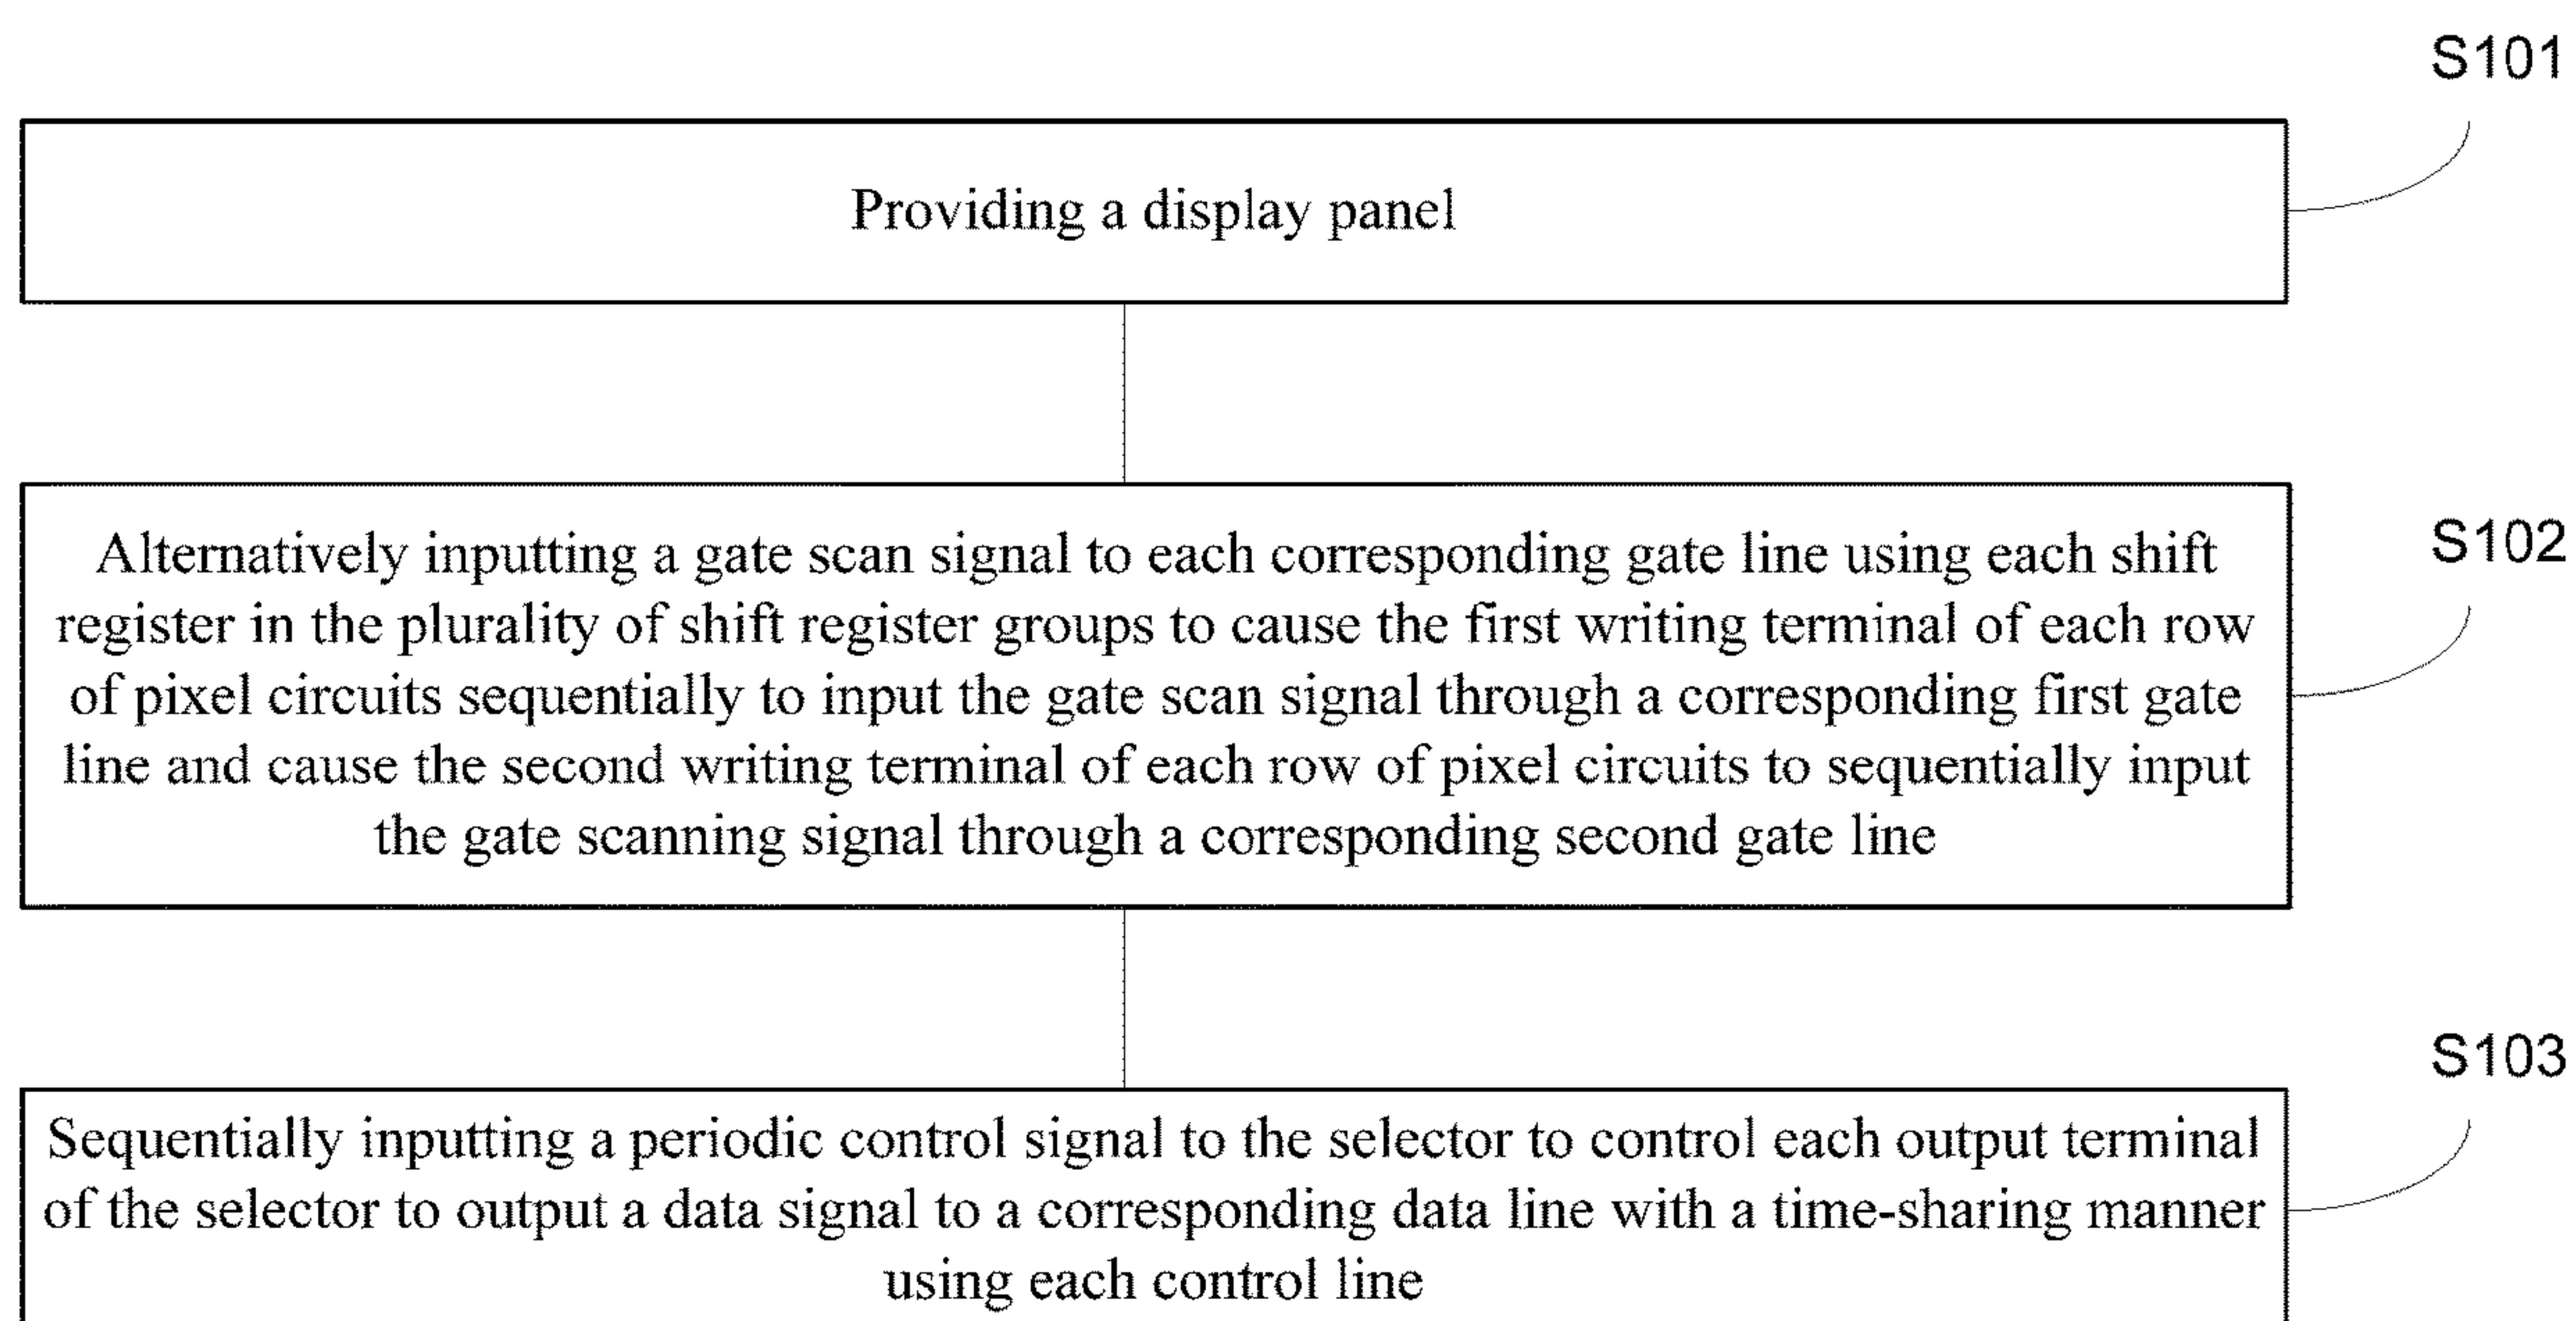 S101
Providing a display panel
S102
Alternatively inputting a gate scan signal to each corresponding gate line using each shift
register in the plurality of shift register groups to cause the first writing terminal of each row
of pixel circuits sequentially to input the gate scan signal through a corresponding first gate
line and cause the second writing terminal of each row of pixel circuits to sequentially input
the gate scanning signal through a corresponding second gate line
S103
Sequentially inputting a periodic control signal to the selector to control each output terminal
of the selector to output a data signal to a corresponding data line with a time-sharing manner
using each control line